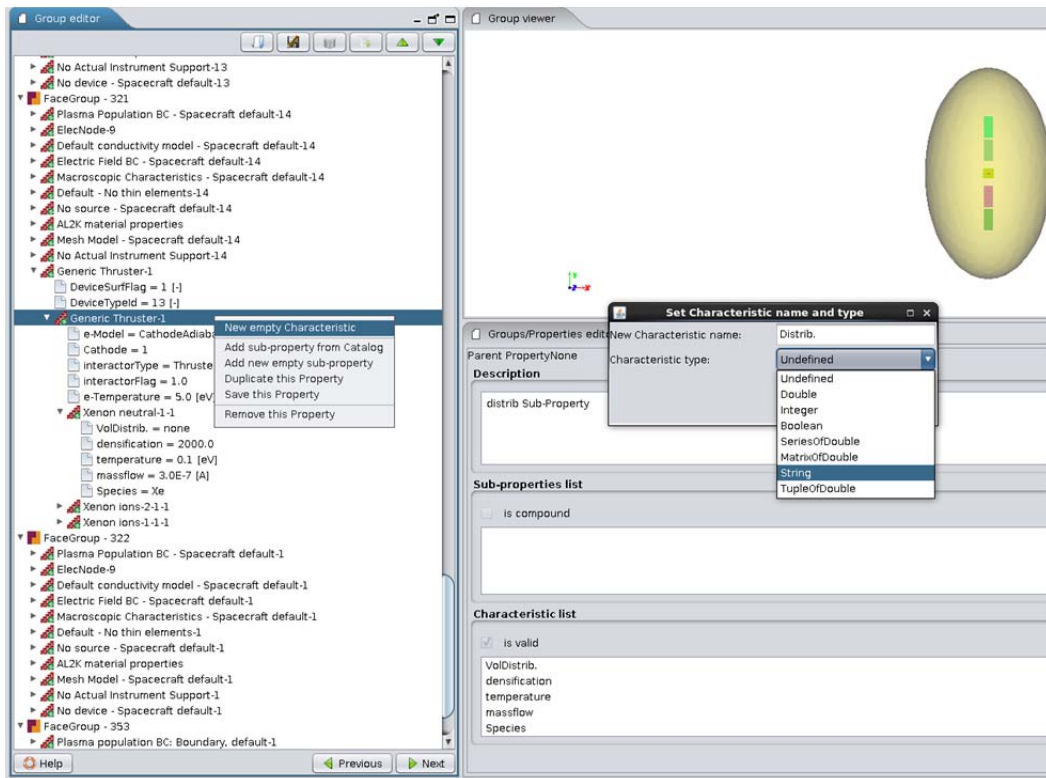 Group editor
No Actual Instrument Support-13
No device - Spacecraft default-13
FaceGroup - 321
Plasma Population BC - Spacecraft default-14
ElecNode-9
Default conductivity model - Spacecraft default-14
Electric Field BC - Spacecraft default-14
Macroscopic Characteristics - Spacecraft default-14
Default - No thin elements-14
No source - Spacecraft default-14
AL2K material properties
Mesh Model - Spacecraft default-14
No Actual Instrument Support-14
Generic Thruster-1
DeviceSurfFlag = 1 [-]
DeviceTypeId = 13 [-]
Generic Thruster-1
e-Model = CathodeAdiaba
Cathode = 1
interactorType = Thruste
interactorFlag = 1.0
e-Temperature = 5.0 [eV]
Xenon neutral-1-1
VolDistrib. = none
densification = 2000.0
temperature = 0.1 [eV]
massflow = 3.0E-7 [A]
Species = Xe
Xenon ions-2-1-1
Xenon ions-1-1-1
FaceGroup - 322
Plasma Population BC - Spacecraft default-1
ElecNode-9
Default conductivity model - Spacecraft default-1
Electric Field BC - Spacecraft default-1
Macroscopic Characteristics - Spacecraft default-1
Default - No thin elements-1
No source - Spacecraft default-1
AL2K material properties
Mesh Model - Spacecraft default-1
No Actual Instrument Support-1
No device - Spacecraft default-1
FaceGroup - 353
Plasma population BC: Boundary, default-1
Help
Previous
Next
New empty Characteristic
Add sub-property from Catalog
Add new empty sub-property
Duplicate this Property
Save this Property
Remove this Property
Group viewer
Y
x
Groups/Properties edit
Parent PropertyNone
Description
distrib Sub-Property
Sub-properties list
is compound
Characteristic list
is valid
VolDistrib.
densification
temperature
massflow
Species
Set Characteristic name and type
New Characteristic name:
Distrib.
Characteristic type:
Undefined
Undefined
Double
Integer
Boolean
SeriesOfDouble
MatrixOfDouble
String
TupleOfDouble